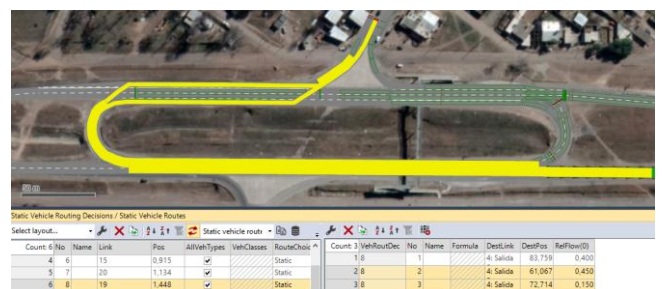 50 m
Static Vehicle Routing Decisions / Static Vehicle Routes
Select layout... Static vehicle routi
Count: 6 No Name Link Pos AllVehTypes VehClasses RouteChoic
4 6 15 0,915 Static
5 7 20 1,134 Static
6 8 19 1,448 Static
Count: 3 VehRoutDec No Name Formula DestLink DestPos RelFlow(0)
1 8 1 4: Salida 83,759 0,400
2 8 2 4: Salida 61,067 0,450
3 8 3 4: Salida 72,714 0,150